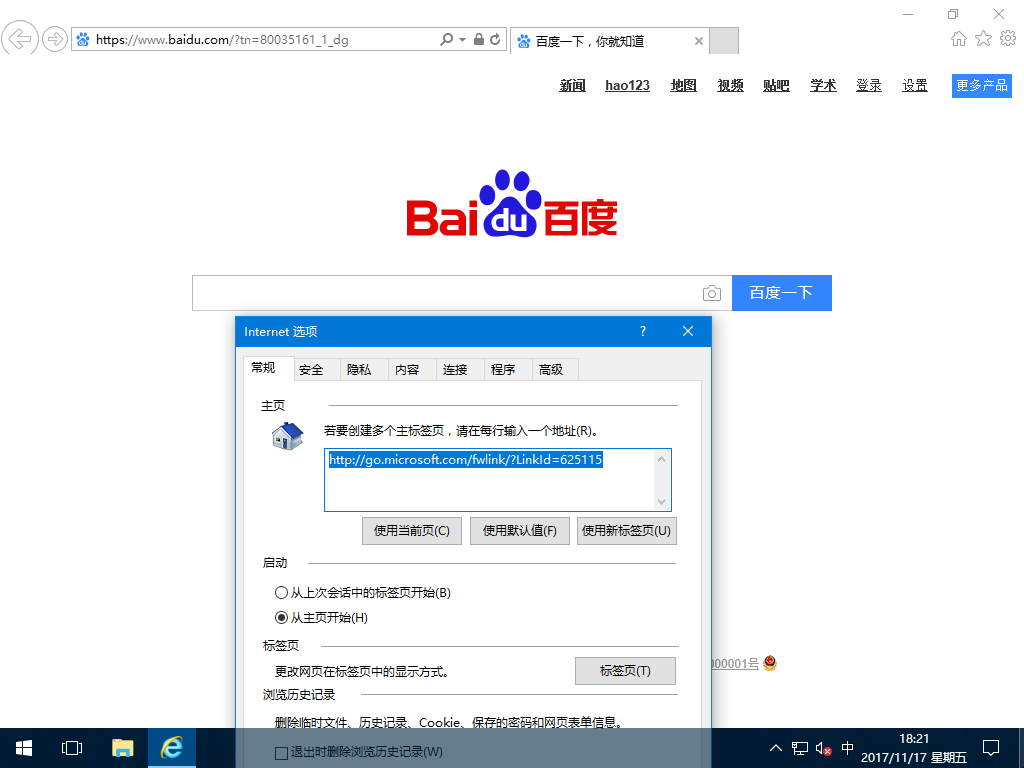 https://www.baidu.com/?tn=80035161_1_dg
百度一下，你就知道
新闻 hao123 地图 视频 贴吧 学术 登录 设置 更多产品
Bai du 百度
百度一下
Internet 选项
常规 安全 隐私 内容 连接 程序 高级
主页
若要创建多个主标签页，请在每行输入一个地址(R)。
http://go.microsoft.com/fwlink/?LinkId=625115
使用当前页(C) 使用默认值(F) 使用新标签页(U)
启动
从上次会话中的标签页开始(B)
从主页开始(H)
标签页
000001号
更改网页在标签页中的显示方式。 标签页(T)
浏览历史记录
删除临时文件、历史记录、Cookie、保存的密码和网页表单信息。
退出时删除浏览历史记录(W)
中
18:21
2017/11/17 星期五